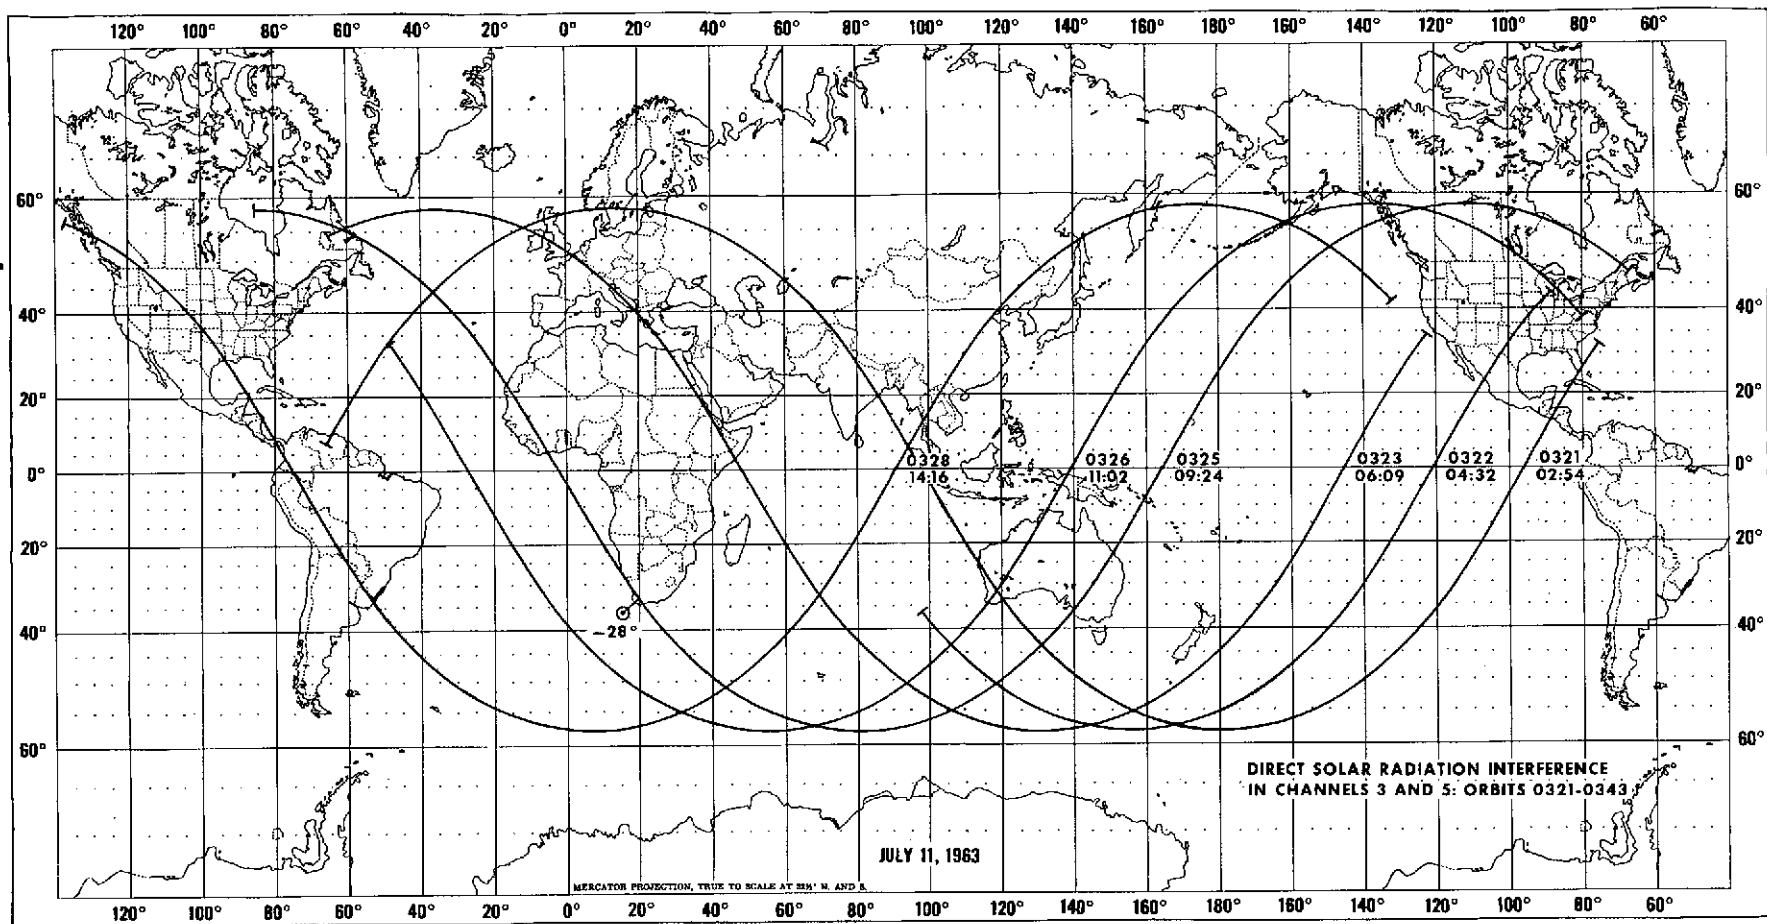 120° 100° 80° 60° 40° 20° 0° 20° 40° 60° 80° 100° 120° 140° 160° 180° 160° 140° 120° 100° 80° 60°
60° 60°
40° 40°
20° 20°
0328 0326 0325 0323 0322 0321
0° 0°
14:16 11:02 09:24 06:09 04:32 02:54
20° 20°
40° 40°
-28°
60° 60°
DIRECT SOLAR RADIATION INTERFERENCE
IN CHANNELS 3 AND 5: ORBITS 0321-0343
JULY 11, 1963
MERCATOR PROJECTION, TRUE TO SCALE AT 22½° N. AND S.
120° 100° 80° 60° 40° 20° 0° 20° 40° 60° 80° 100° 120° 140° 160° 180° 160° 140° 120° 100° 80° 60°